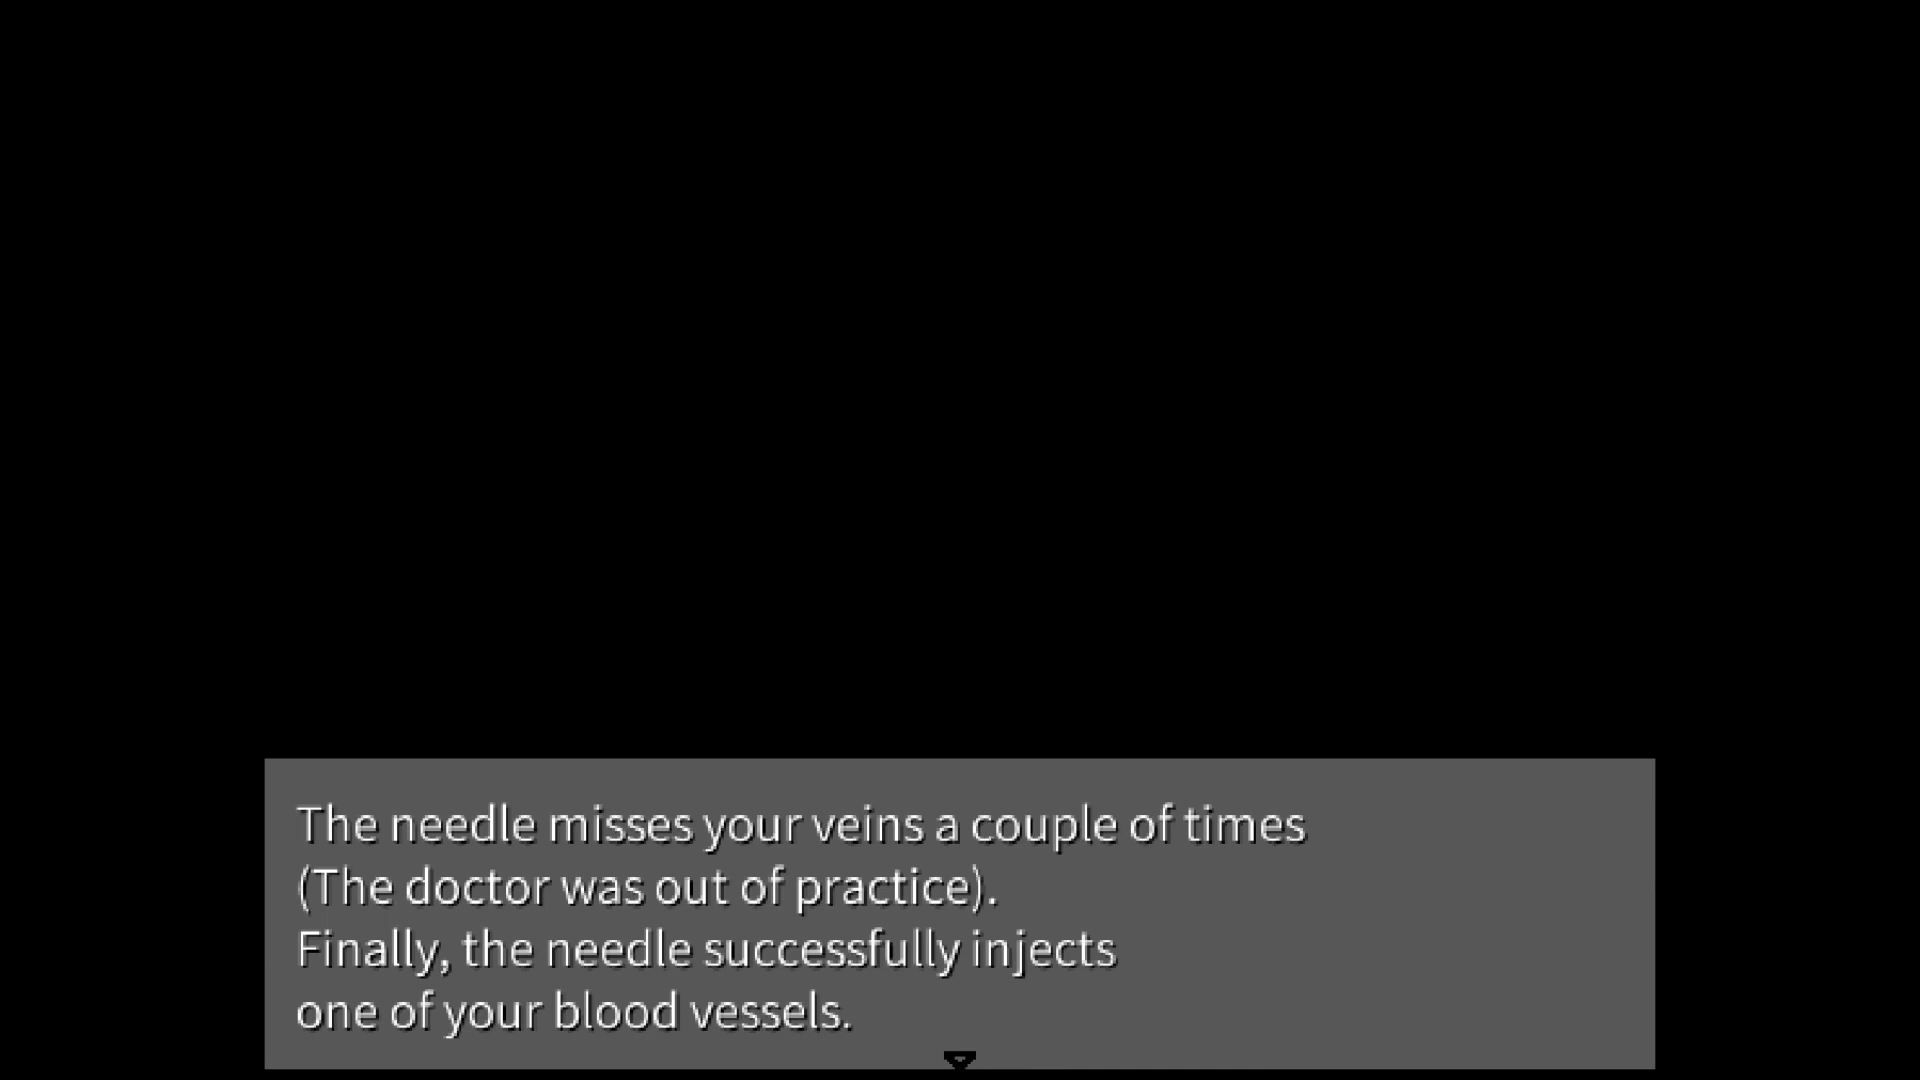 The needle misses your veins a couple of times
(The doctor was out of practice).
Finally, the needle successfully injects
one of your blood vessels.